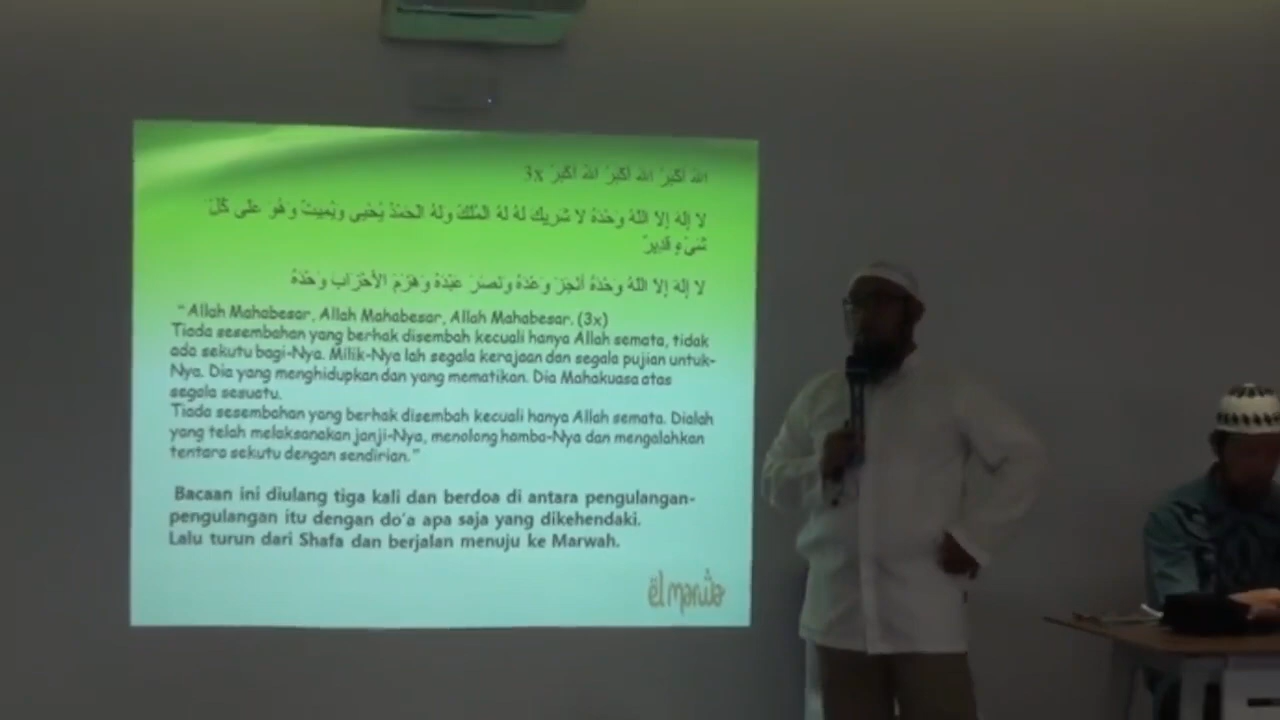 الله أكبر الله أكبر الله أكبر 3x
لا إله إلا الله وحده لا شريك له له الملك وله الحمد يحيي ويميت وهو على كل
شيء قدير
لا إله إلا الله وحده أنجز وعده ونصر عبده وهزم الأحزاب وحده
"Allah Mahabesar, Allah Mahabesar, Allah Mahabesar. (3x)
Tiada sesembahan yang berhak disembah kecuali hanya Allah semata, tidak
ada sekutu bagi-Nya. Milik-Nya lah segala kerajaan dan segala pujian untuk-
Nya. Dia yang menghidupkan dan yang mematikan. Dia Mahakuasa atas
segala sesuatu.
Tiada sesembahan yang berhak disembah kecuali hanya Allah semata. Dialah
yang telah melaksanakan janji-Nya, menolong hamba-Nya dan mengalahkan
tentara sekutu dengan sendirian."
Bacaan ini diulang tiga kali dan berdoa di antara pengulangan-
pengulangan itu dengan do'a apa saja yang dikehendaki.
Lalu turun dari Shafa dan berjalan menuju ke Marwah.
ël marwa